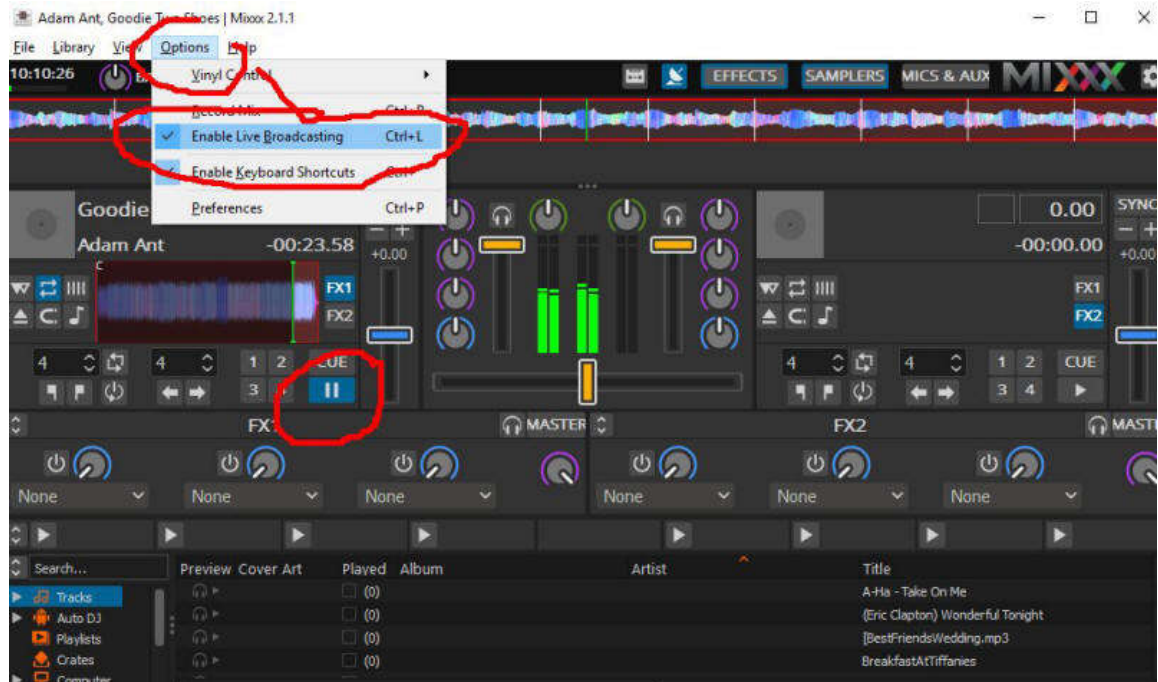 Adam Ant, Goodie Two Shoes | Mixxx 2.1.1
File Library View Options Help
10:10:26 EFFECTS SAMPLERS MICS & AUX MIXXX
Vinyl Control
Record Mix Ctrl+R
Enable Live Broadcasting Ctrl+L
Enable Keyboard Shortcuts
Preferences Ctrl+P
Goodie 0.00 SYNC
Adam Ant -00:23.58 +0.00 -00:00.00 +0.00
C
FX1 FX1
FX2 FX2
4 4 1 2 CUE 4 4 1 2 CUE
3 3 4
FX1 MASTER FX2 MAST
None None None None None None
Search... Preview Cover Art Played Album Artist Title
Tracks (0) A-Ha - Take On Me
Auto DJ (0) (Eric Clapton) Wonderful Tonight
Playlists (0) [BestFriendsWedding.mp3
Crates (0) BreakfastAtTiffanies
Computer